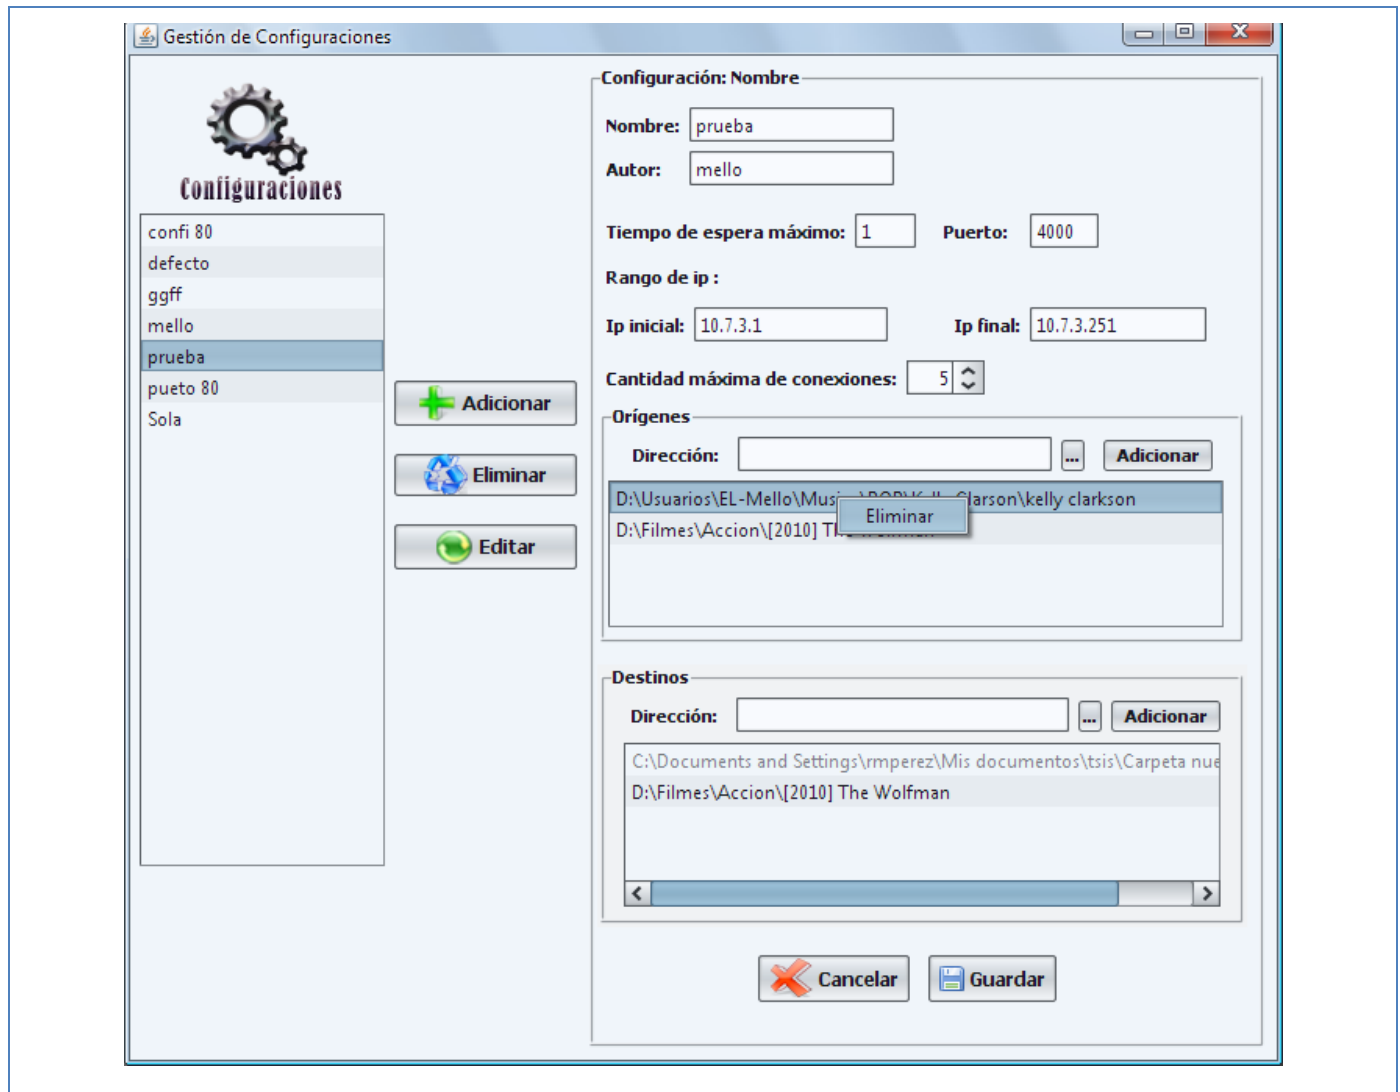 Gestión de Configuraciones
Configuraciones
confi 80
defecto
ggff
mello
prueba
pueto 80
Sola
Adicionar
Eliminar
Editar
Configuración: Nombre
Nombre: prueba
Autor: mello
Tiempo de espera máximo: 1 Puerto: 4000
Rango de ip :
Ip inicial: 10.7.3.1 Ip final: 10.7.3.251
Cantidad máxima de conexiones: 5
Orígenes
Dirección: ... Adicionar
D:\Usuarios\EL-Mello\Mus Clarson\kelly clarkson
Eliminar
D:\Filmes\Accion\[2010] The Wolfman
Destinos
Dirección: ... Adicionar
C:\Documents and Settings\rmperez\Mis documentos\tsis\Carpeta nue
D:\Filmes\Accion\[2010] The Wolfman
Cancelar Guardar